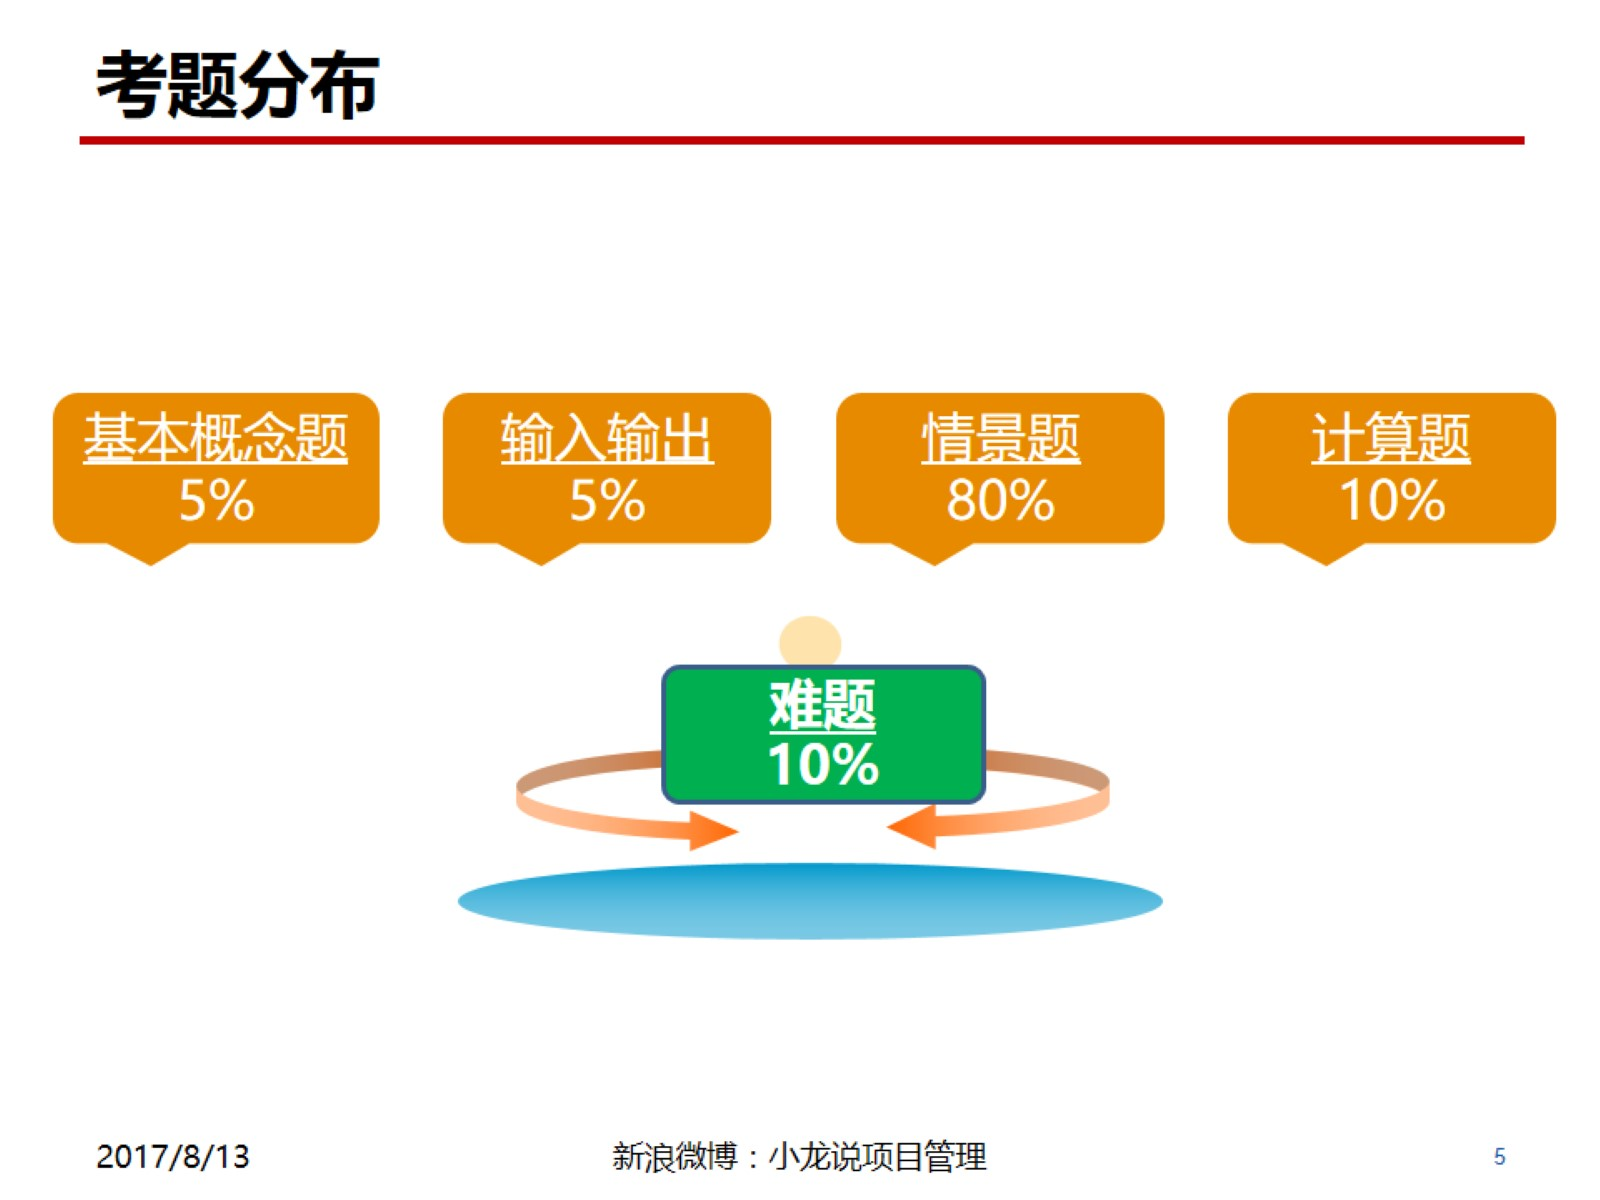 考题分布
基本概念题
5%
输入输出
5%
情景题
80%
计算题
10%
难题
10%
2017/8/13
新浪微博：小龙说项目管理
5